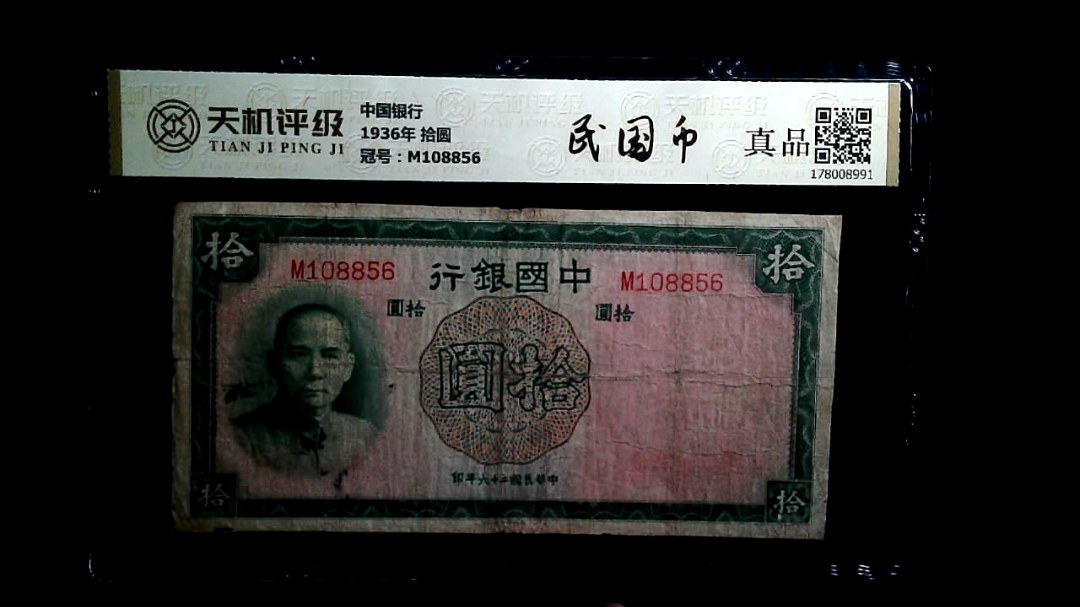 天机评级
TIAN JI PING JI
中国银行
1936年 拾圆
冠号：M108856
民国币
真品
178008991
拾
拾
M108856
行銀國中
M108856
圓拾
圓拾
圓拾
印年六十二國民華中
拾
拾